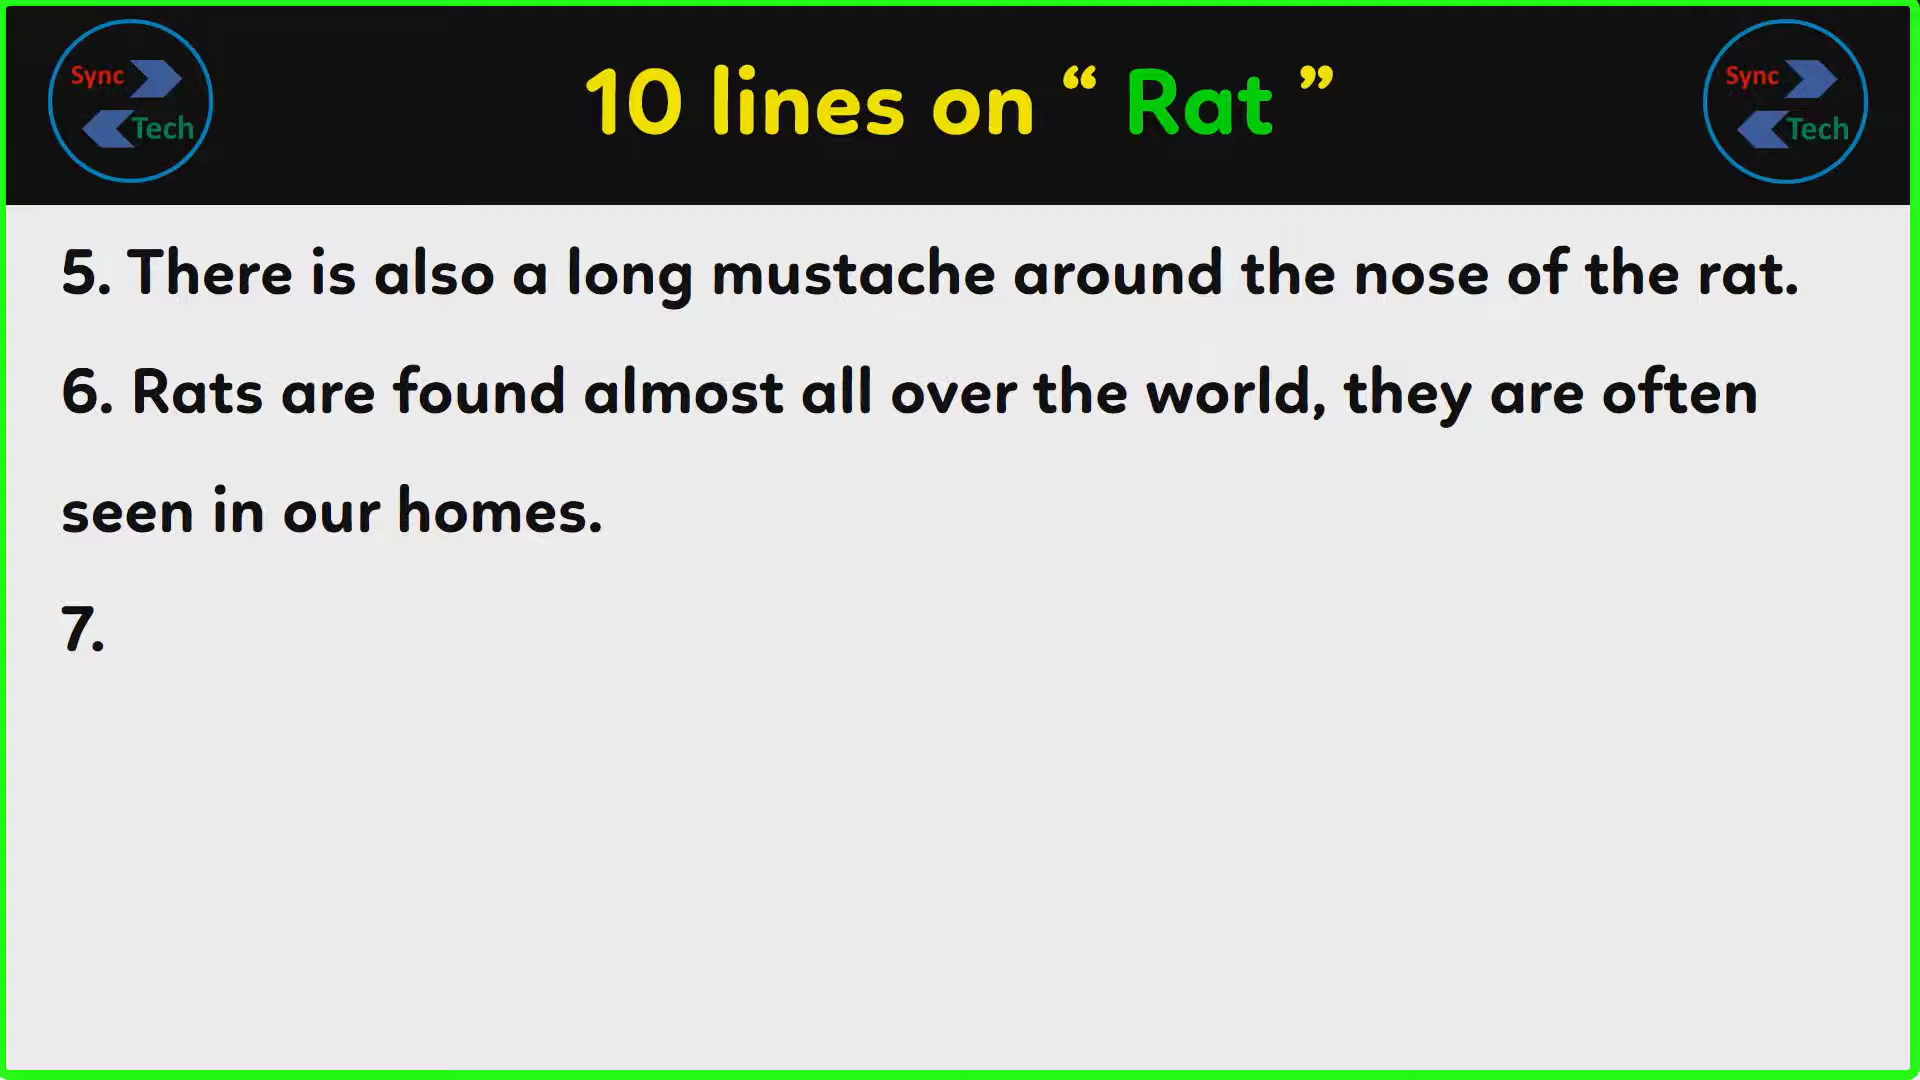 Sync
Tech
10 lines on “ Rat ”
Sync
Tech
5. There is also a long mustache around the nose of the rat.
6. Rats are found almost all over the world, they are often
seen in our homes.
7.